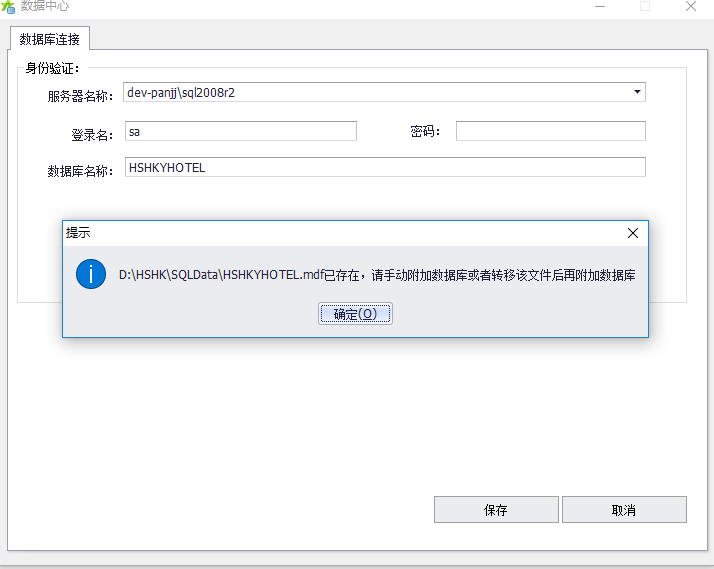 数据中心
数据库连接
身份验证：
服务器名称： dev-panjj\sql2008r2
登录名： sa 密码：
数据库名称： HSHKYHOTEL
提示
D:\HSHK\SQLData\HSHKYHOTEL.mdf已存在，请手动附加数据库或者转移该文件后再附加数据库
确定(O)
保存 取消